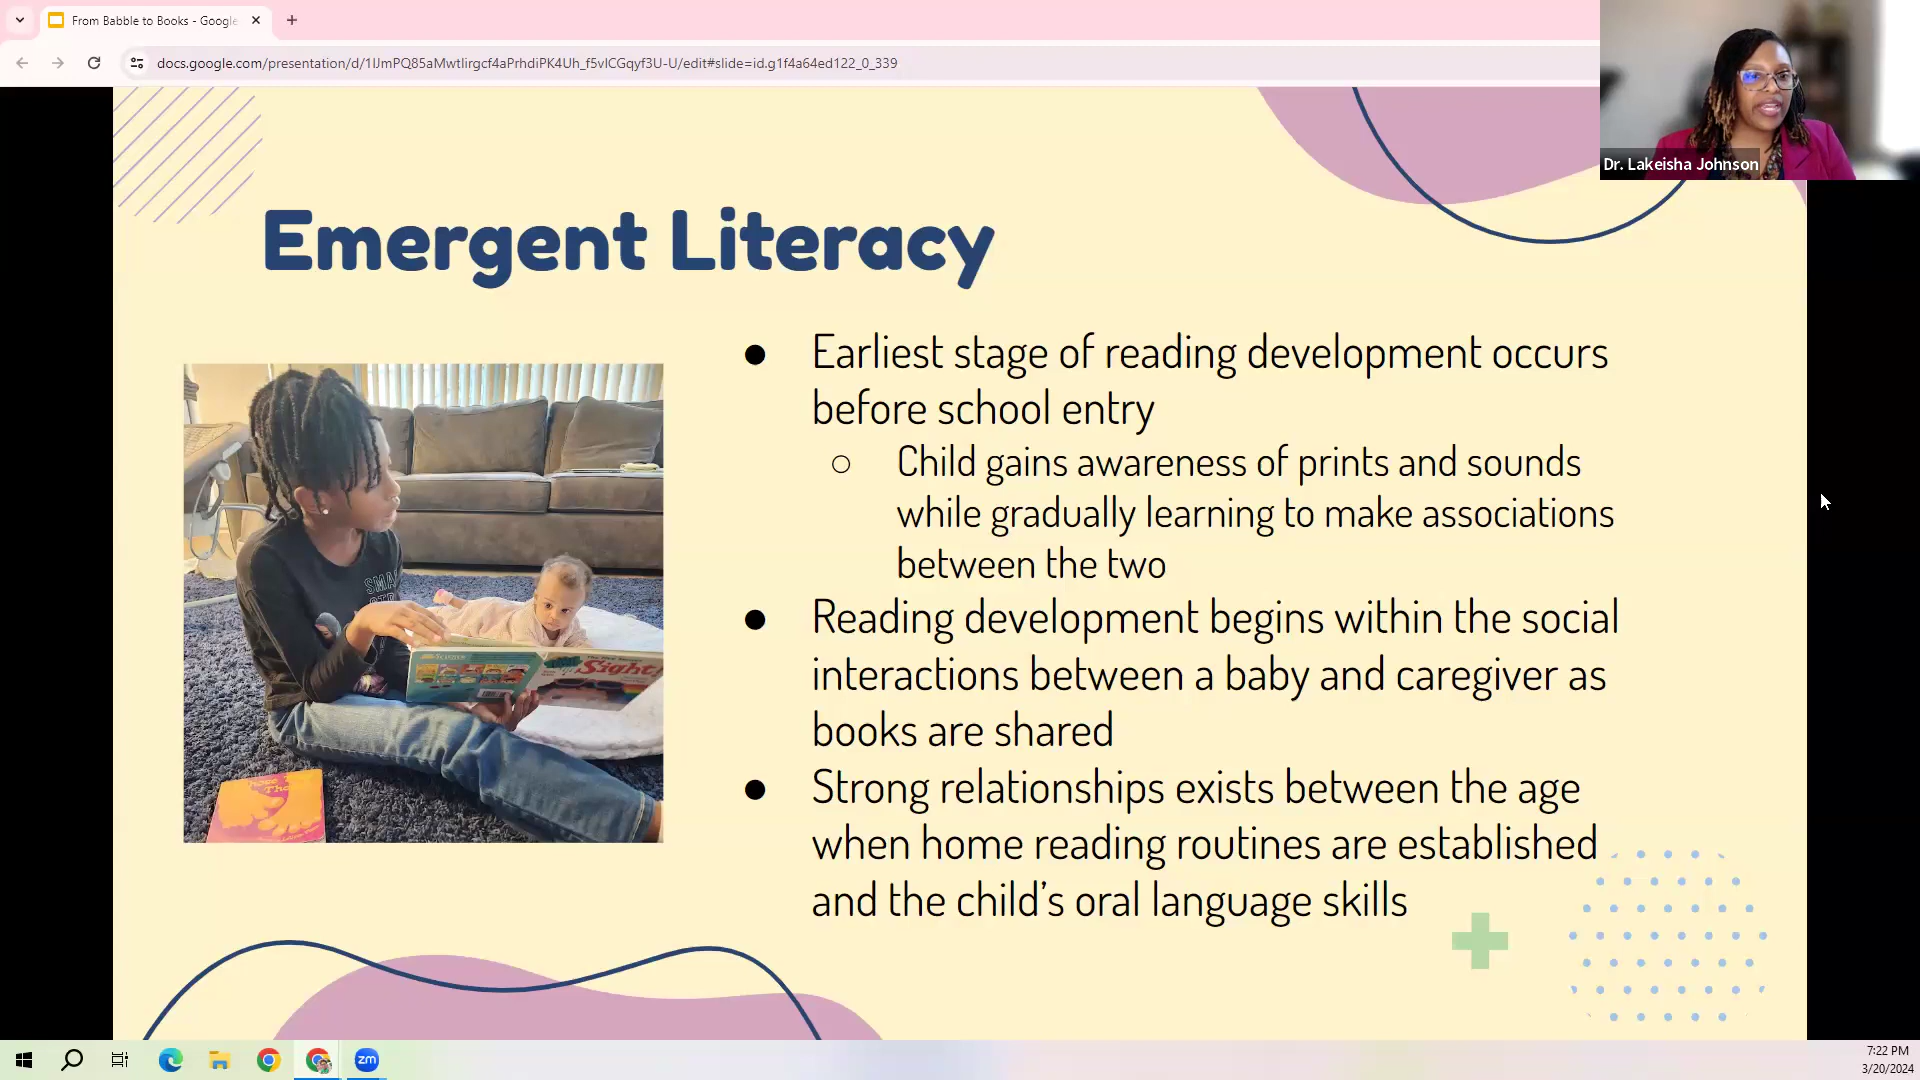 From Babble to Books - Google
docs.google.com/presentation/d/1IJmPQ85aMwtlirgcf4aPrhdiPK4Uh_f5vICGqyf3U-U/edit#slide=id.g1f4a64ed122_0_339
Dr. Lakeisha Johnson
Emergent Literacy
● Earliest stage of reading development occurs
before school entry
○ Child gains awareness of prints and sounds
while gradually learning to make associations
between the two
● Reading development begins within the social
interactions between a baby and caregiver as
books are shared
● Strong relationships exists between the age
when home reading routines are established
and the child’s oral language skills
Sight
zm
7:22 PM
3/20/2024